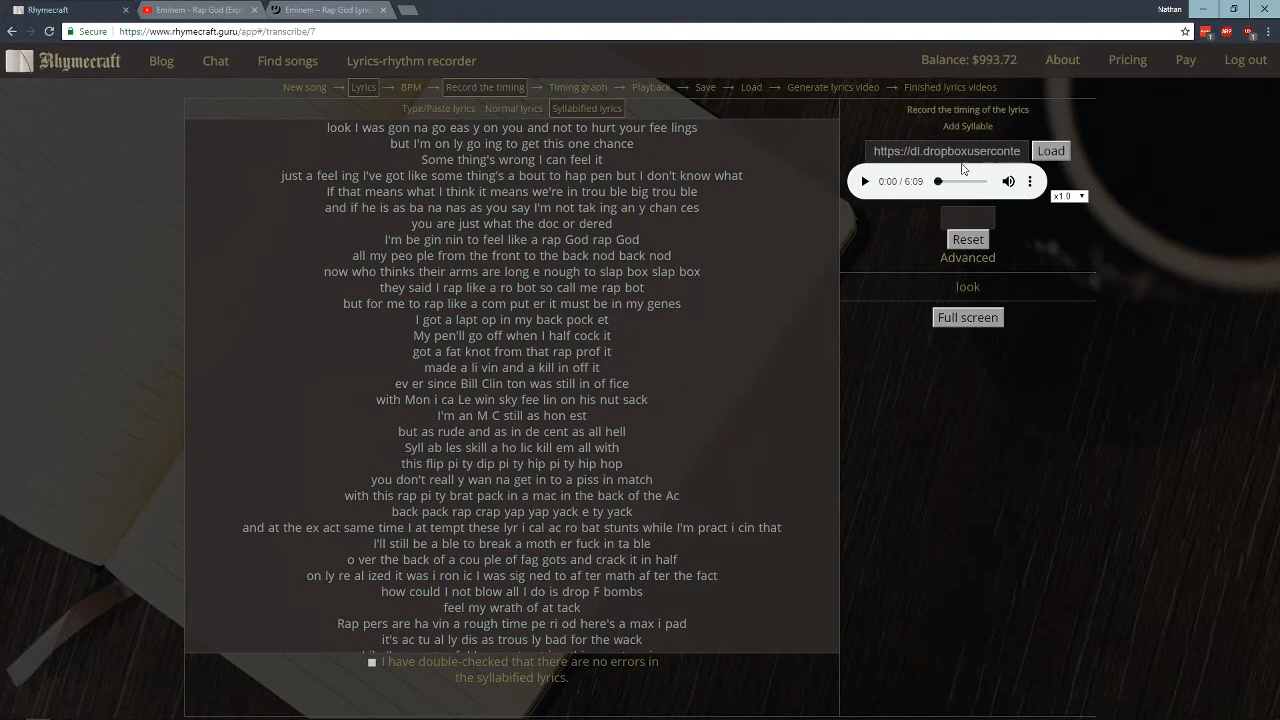 Rhymecraft
Eminem - Rap God (Expl
Eminem – Rap God Lyric
Nathan
Secure
https://www.rhymecraft.guru/app#/transcribe/7
Rhymecraft
Blog
Chat
Find songs
Lyrics-rhythm recorder
Balance: $993.72
About
Pricing
Pay
Log out
New song → Lyrics → BPM → Record the timing → Timing graph → Playback → Save → Load → Generate lyrics video → Finished lyrics videos
Type/Paste lyrics Normal lyrics Syllabified lyrics
look I was gon na go eas y on you and not to hurt your fee lings
but I'm on ly go ing to get this one chance
Some thing's wrong I can feel it
just a feel ing I've got like some thing's a bout to hap pen but I don't know what
If that means what I think it means we're in trou ble big trou ble
and if he is as ba na nas as you say I'm not tak ing an y chan ces
you are just what the doc or dered
I'm be gin nin to feel like a rap God rap God
all my peo ple from the front to the back nod back nod
now who thinks their arms are long e nough to slap box slap box
they said I rap like a ro bot so call me rap bot
but for me to rap like a com put er it must be in my genes
I got a lapt op in my back pock et
My pen'll go off when I half cock it
got a fat knot from that rap prof it
made a li vin and a kill in off it
ev er since Bill Clin ton was still in of fice
with Mon i ca Le win sky fee lin on his nut sack
I'm an M C still as hon est
but as rude and as in de cent as all hell
Syll ab les skill a ho lic kill em all with
this flip pi ty dip pi ty hip pi ty hip hop
you don't real ly wan na get in to a piss in match
with this rap pi ty brat pack in a mac in the back of the Ac
back pack rap crap yap yap yack e ty yack
and at the ex act same time I at tempt these lyr i cal ac ro bat stunts while I'm pract i cin that
I'll still be a ble to break a moth er fuck in ta ble
o ver the back of a cou ple of fag gots and crack it in half
on ly re al ized it was i ron ic I was sig ned to af ter math af ter the fact
how could I not blow all I do is drop F bombs
feel my wrath of at tack
Rap pers are ha vin a rough time pe ri od here's a max i pad
it's ac tu al ly dis as trous ly bad for the wack
I have double-checked that there are no errors in
the syllabified lyrics.
Record the timing of the lyrics
Add Syllable
https://dl.dropboxuserconte
Load
0:00 / 6:09
x1.0
Reset
Advanced
look
Full screen